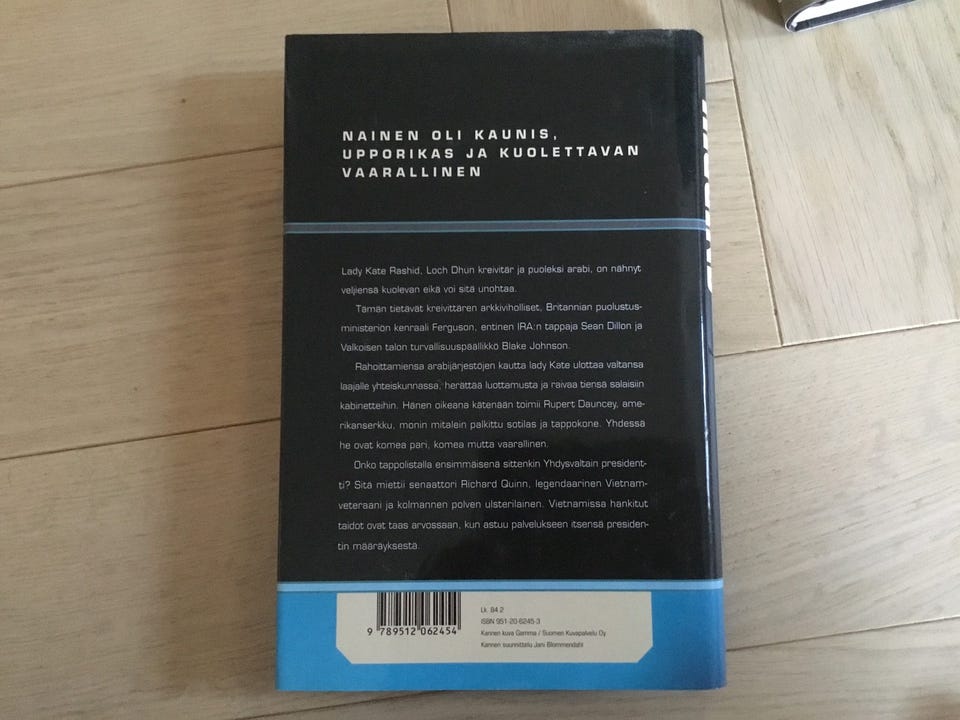 NAINEN OLI KAUNIS,
UPPORIKAS JA KUOLETTAVAN
VAARALLINEN
Lady Kate Rashid, Loch Dhun kreivitär ja puoleksi arabi, on nähnyt
veljiensä kuolevan eikä voi sitä unohtaa.
Tämän tietävät kreivittären arkkiviholliset, Britannian puolustus-
ministeriön kenraali Ferguson, entinen IRA:n tappaja Sean Dillon ja
Valkoisen talon turvallisuuspäällikkö Blake Johnson.
Rahoittamiensa arabijärjestöjen kautta lady Kate ulottaa valtansa
laajalle yhteiskunnassa, herättää luottamusta ja raivaa tiensä salaisiin
kabinetteihin. Hänen oikeana kätenään toimii Rupert Dauncey, ame-
rikanserkku, monin mitalein palkittu sotilas ja tappokone. Yhdessä
he ovat komea pari, komea mutta vaarallinen.
Onko tappolistalla ensimmäisenä sittenkin Yhdysvaltain president-
ti? Sitä miettii senaattori Richard Quinn, legendaarinen Vietnam-
veteraani ja kolmannen polven ulsterilainen. Vietnamissa hankitut
taidot ovat taas arvossaan, kun astuu palvelukseen itsensä presiden-
tin määräyksestä.
Lk. 84.2
ISBN 951-20-6245-3
Kannen kuva Gamma / Suomen Kuvapalvelu Oy
Kannen suunnittelu Jani Blommendahl
9 789512 062454